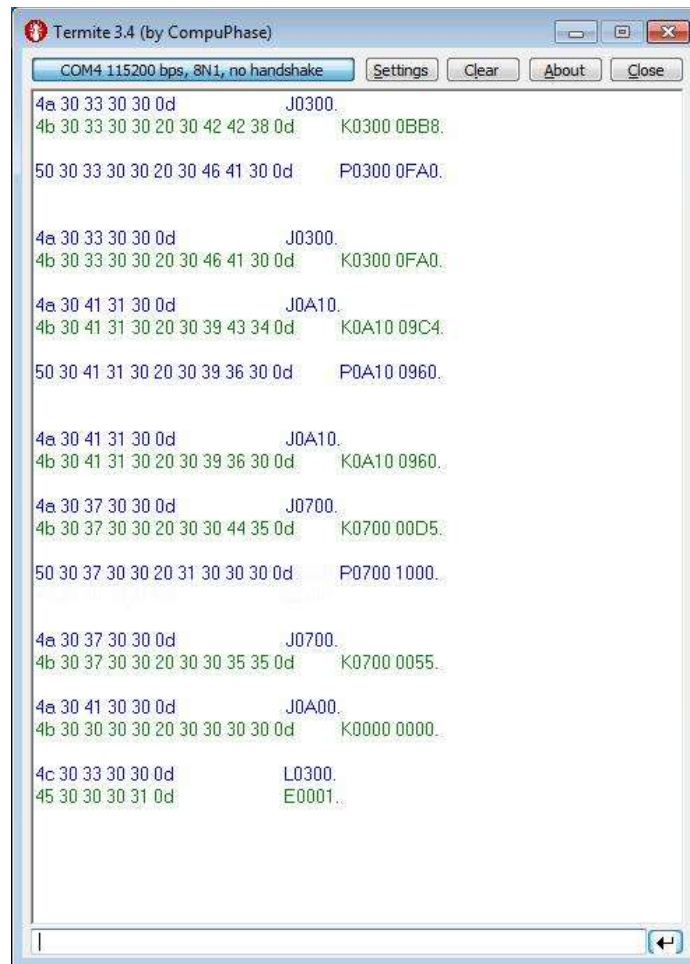 Termite 3.4 (by CompuPhase)
COM4 115200 bps, 8N1, no handshake Settings Clear About Close
4a 30 33 30 30 0d J0300.
4b 30 33 30 30 20 30 42 42 38 0d K0300 0BB8.
50 30 33 30 30 20 30 46 41 30 0d P0300 0FA0.
4a 30 33 30 30 0d J0300.
4b 30 33 30 30 20 30 46 41 30 0d K0300 0FA0.
4a 30 41 31 30 0d J0A10.
4b 30 41 31 30 20 30 39 43 34 0d K0A10 09C4.
50 30 41 31 30 20 30 39 36 30 0d P0A10 0960.
4a 30 41 31 30 0d J0A10.
4b 30 41 31 30 20 30 39 36 30 0d K0A10 0960.
4a 30 37 30 30 0d J0700.
4b 30 37 30 30 20 30 30 44 35 0d K0700 00D5.
50 30 37 30 30 20 31 30 30 30 0d P0700 1000.
4a 30 37 30 30 0d J0700.
4b 30 37 30 30 20 30 30 35 35 0d K0700 0055.
4a 30 41 30 30 0d J0A00.
4b 30 30 30 30 20 30 30 30 30 0d K0000 0000.
4c 30 33 30 30 0d L0300.
45 30 30 30 31 0d E0001.